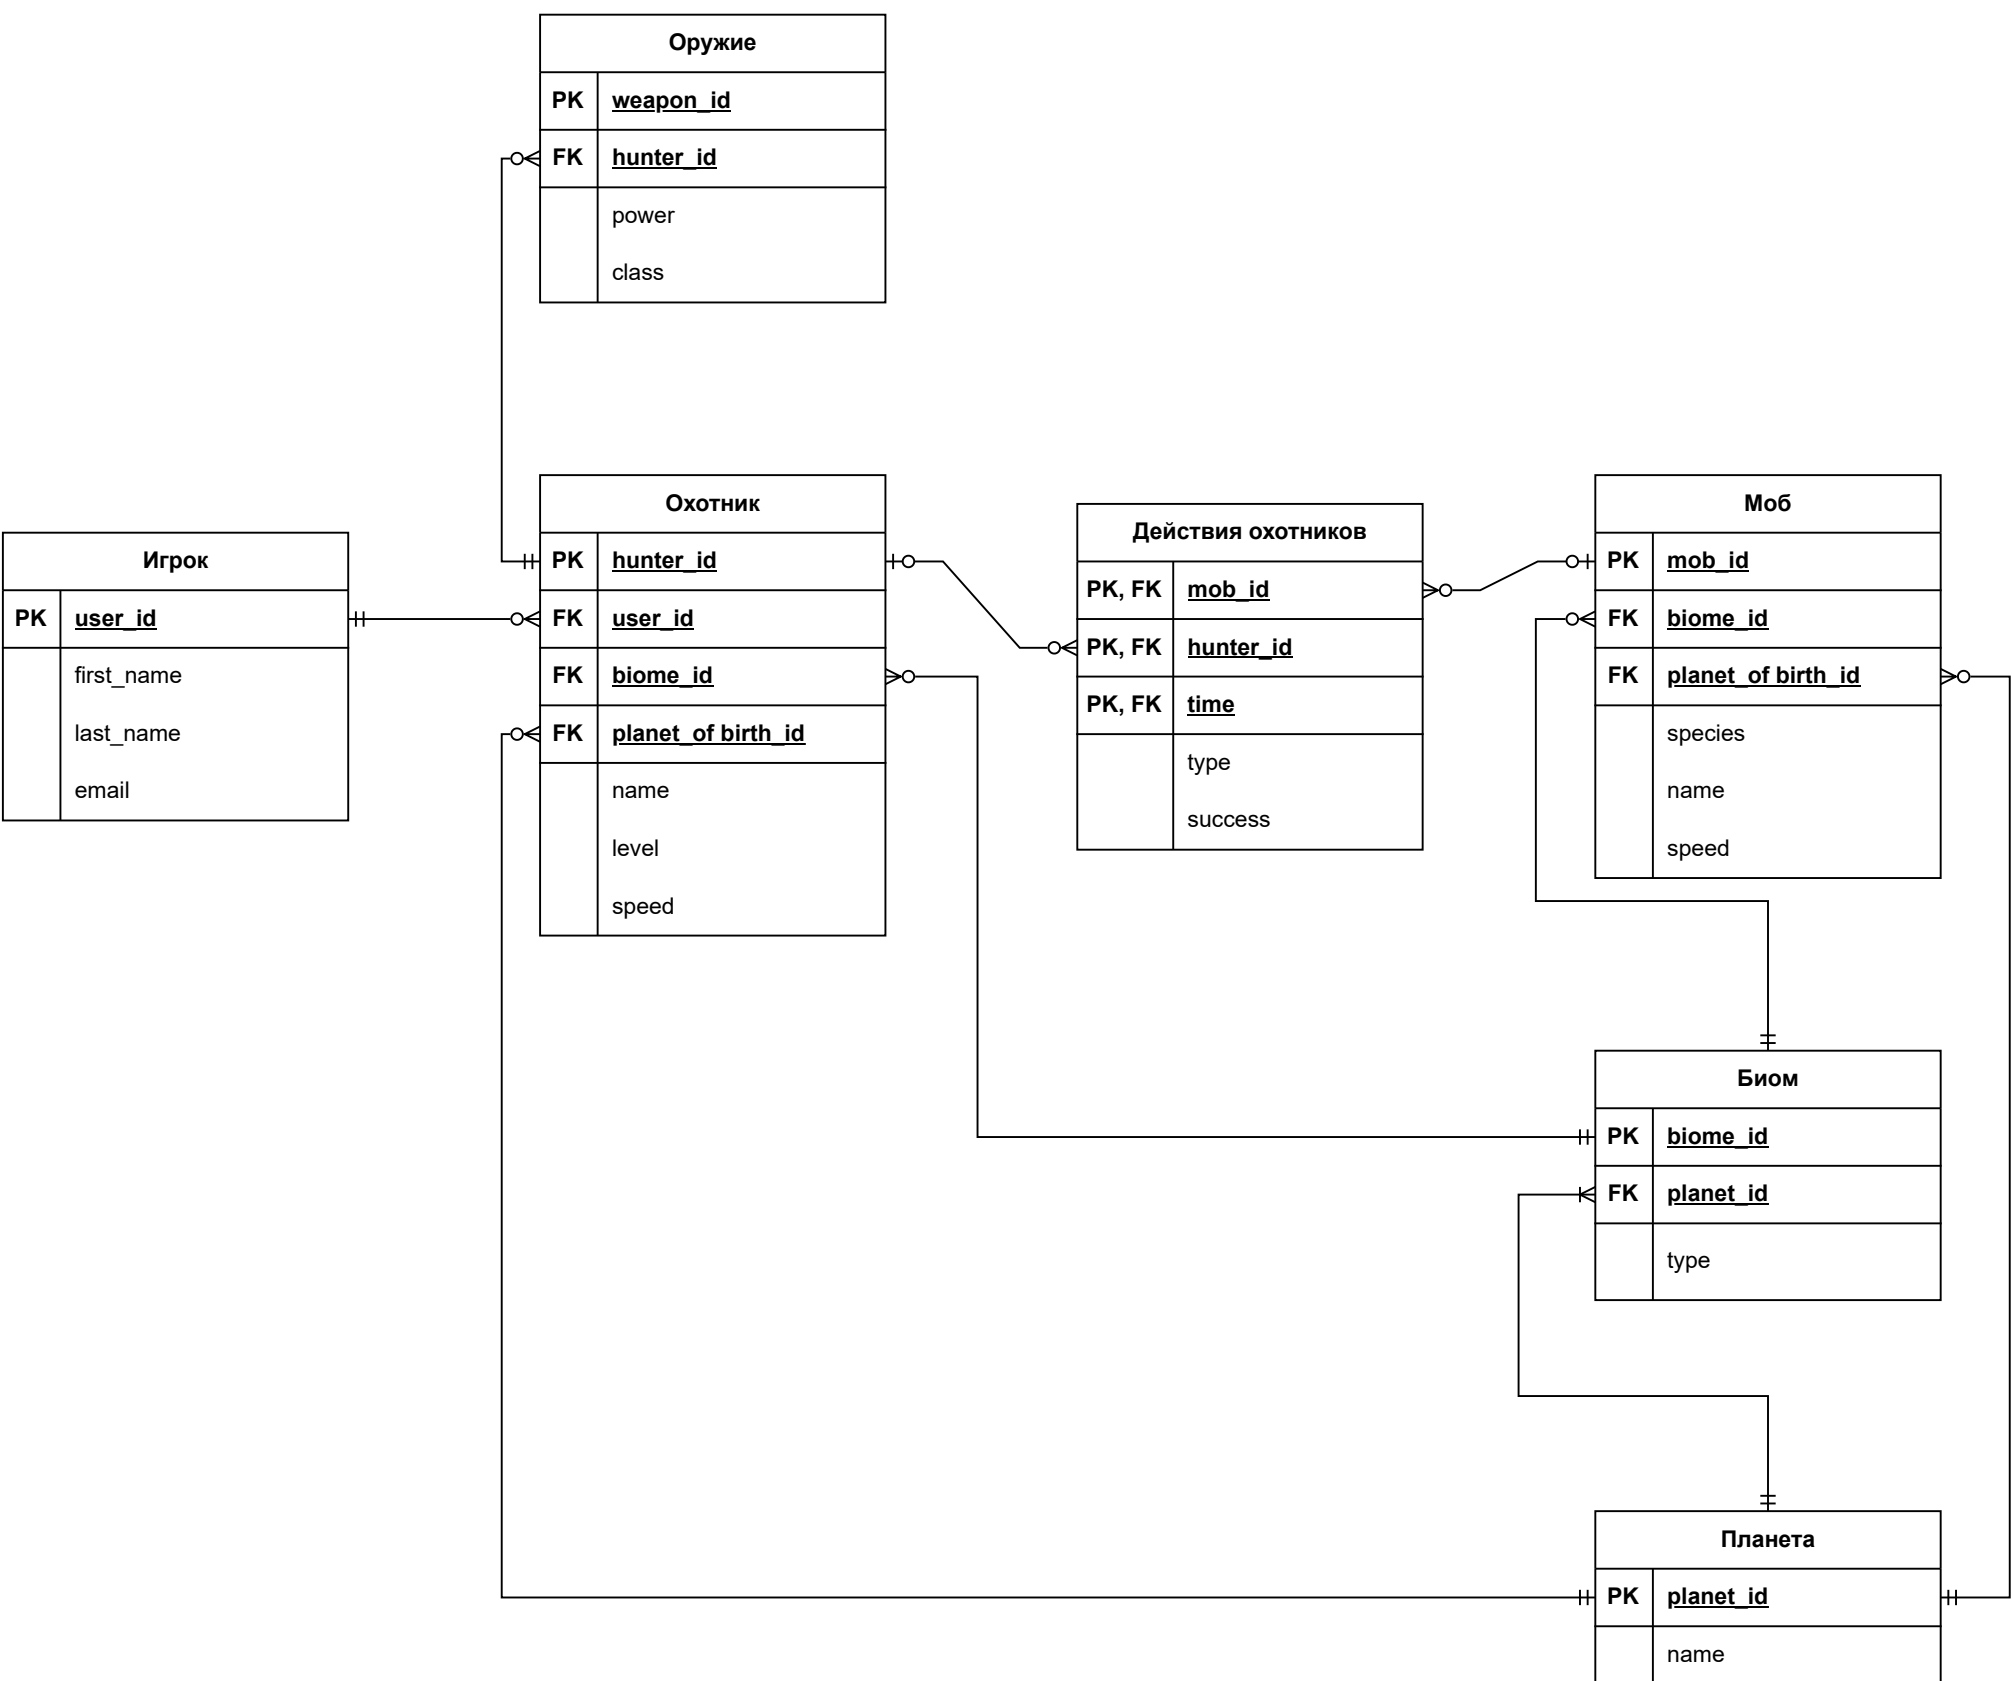 Оружие
PK weapon_id
FK hunter_id
power
class
Игрок
PK user_id
first_name
last_name
email
Охотник
PK hunter_id
FK user_id
FK biome_id
FK planet_of birth_id
name
level
speed
Действия охотников
PK, FK mob_id
PK, FK hunter_id
PK, FK time
type
success
Моб
PK mob_id
FK biome_id
FK planet_of birth_id
species
name
speed
Биом
PK biome_id
FK planet_id
type
Планета
PK planet_id
name